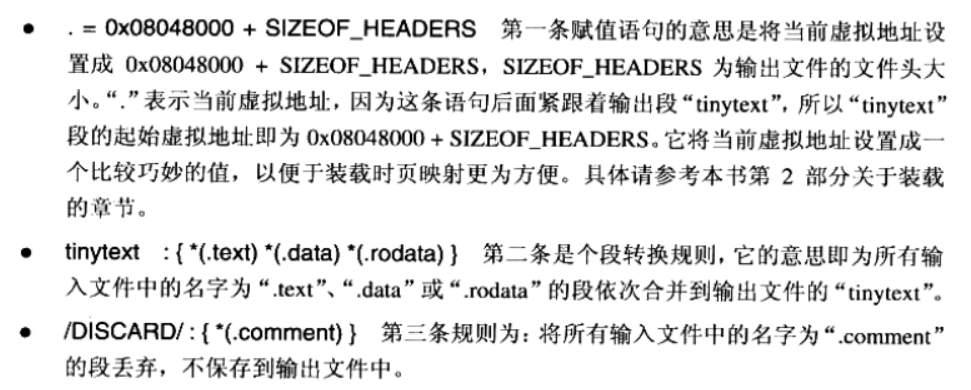 ● . = 0x08048000 + SIZEOF_HEADERS 第一条赋值语句的意思是将当前虚拟地址设
置成 0x08048000 + SIZEOF_HEADERS，SIZEOF_HEADERS 为输出文件的文件头大
小。“.”表示当前虚拟地址，因为这条语句后面紧跟着输出段“tinytext”，所以“tinytext”
段的起始虚拟地址即为 0x08048000 + SIZEOF_HEADERS。它将当前虚拟地址设置成一
个比较巧妙的值，以便于装载时页映射更为方便。具体请参考本书第 2 部分关于装载
的章节。
● tinytext : { *(.text) *(.data) *(.rodata) } 第二条是个段转换规则，它的意思即为所有输
入文件中的名字为“.text”、“.data”或“.rodata”的段依次合并到输出文件的“tinytext”。
● /DISCARD/ : { *(.comment) } 第三条规则为：将所有输入文件中的名字为“.comment”
的段丢弃，不保存到输出文件中。